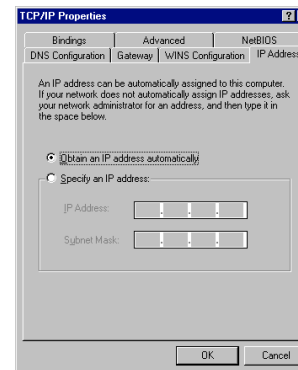 TCP/IP Properties
?
Bindings Advanced NetBIOS
DNS Configuration Gateway WINS Configuration IP Address
An IP address can be automatically assigned to this computer.
If your network does not automatically assign IP addresses, ask
your network administrator for an address, and then type it in
the space below.
Obtain an IP address automatically
Specify an IP address:
IP Address:
Subnet Mask:
OK Cancel